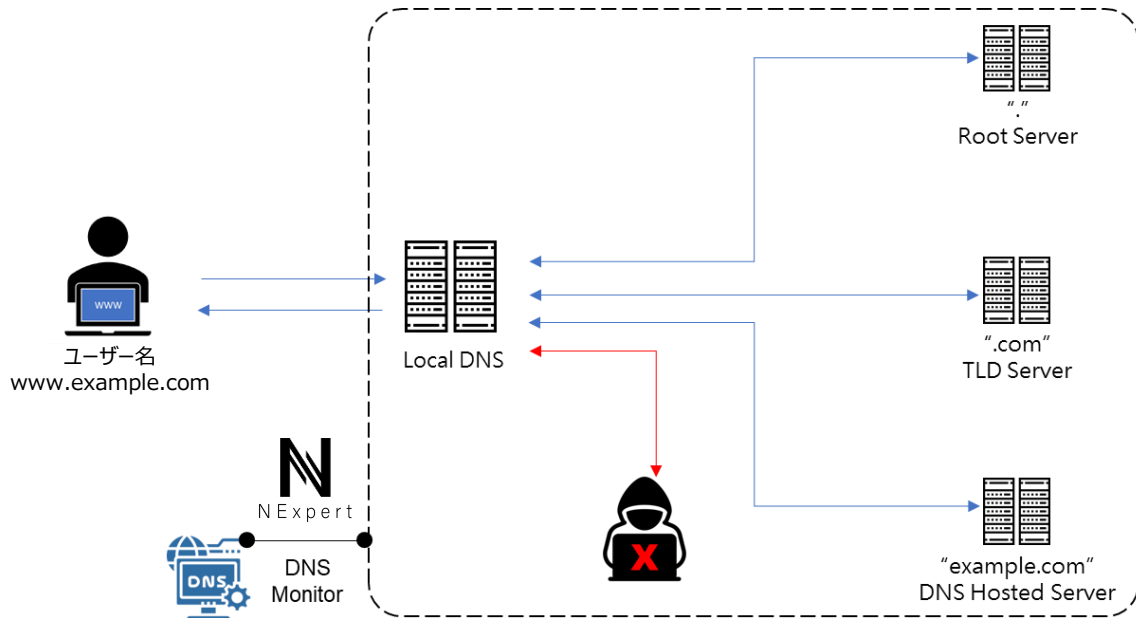 “.”
Root Server
www
ユーザー名
www.example.com
Local DNS
“.com”
TLD Server
NExpert
DNS
DNS
Monitor
X
“example.com”
DNS Hosted Server